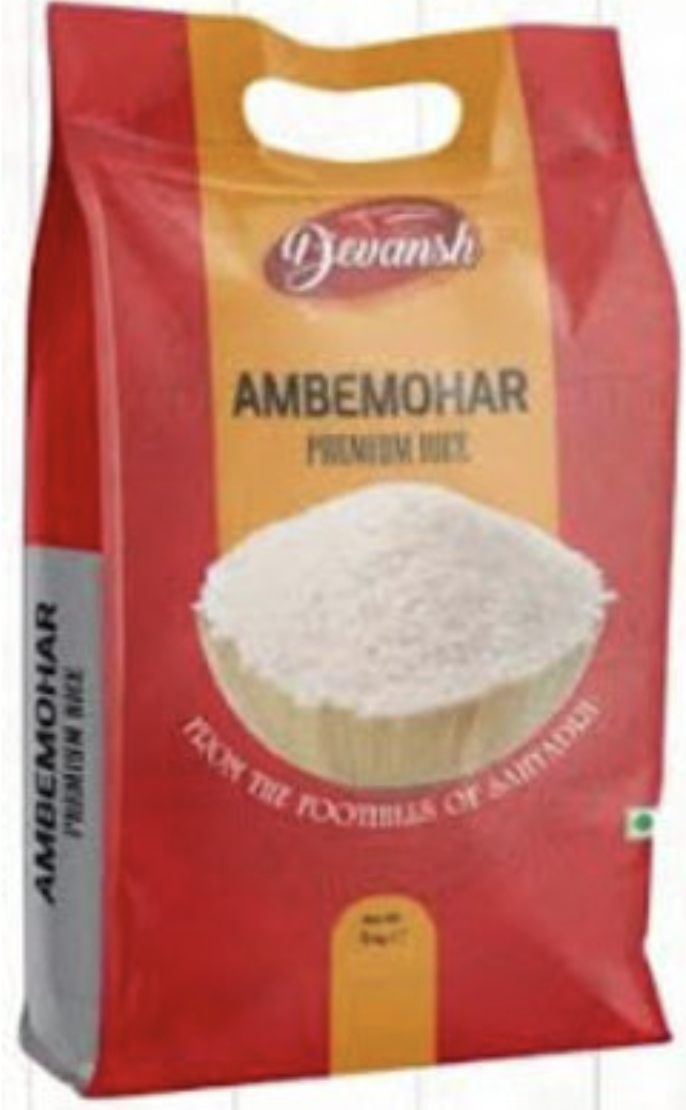 Devansh
AMBEMOHAR
PREMIUM RICE
FROM THE FOOTHILLS OF SAHYADRI
AMBEMOHAR
PREMIUM RICE